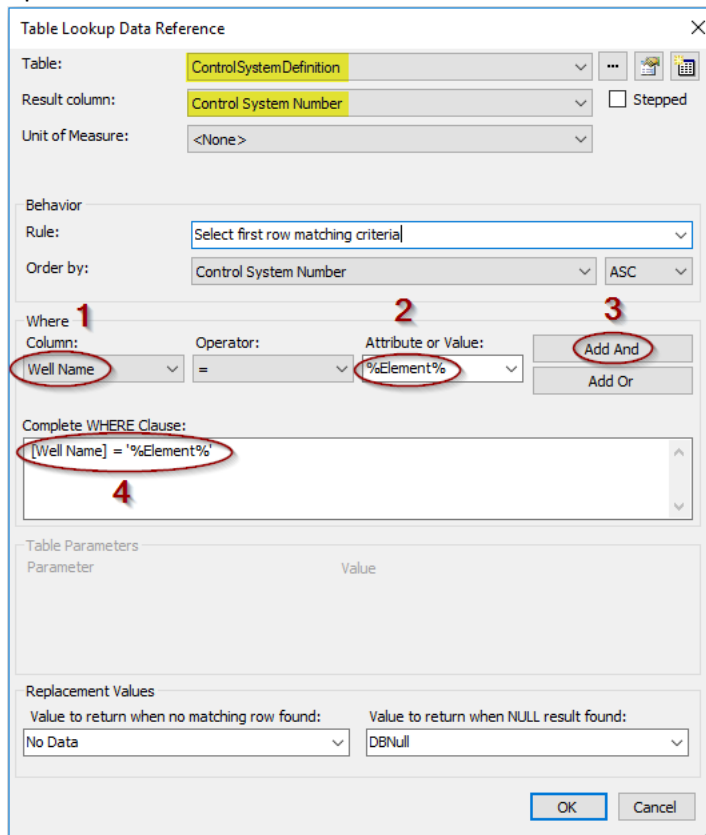 Table Lookup Data Reference
Table: ControlSystemDefinition ...
Result column: Control System Number Stepped
Unit of Measure: <None>
Behavior
Rule: Select first row matching criteria
Order by: Control System Number ASC
Where 1 2 3
Column: Operator: Attribute or Value: Add And
Well Name = %Element% Add Or
Complete WHERE Clause:
[Well Name] = '%Element%'
4
Table Parameters
Parameter Value
Replacement Values
Value to return when no matching row found: Value to return when NULL result found:
No Data DBNull
OK Cancel